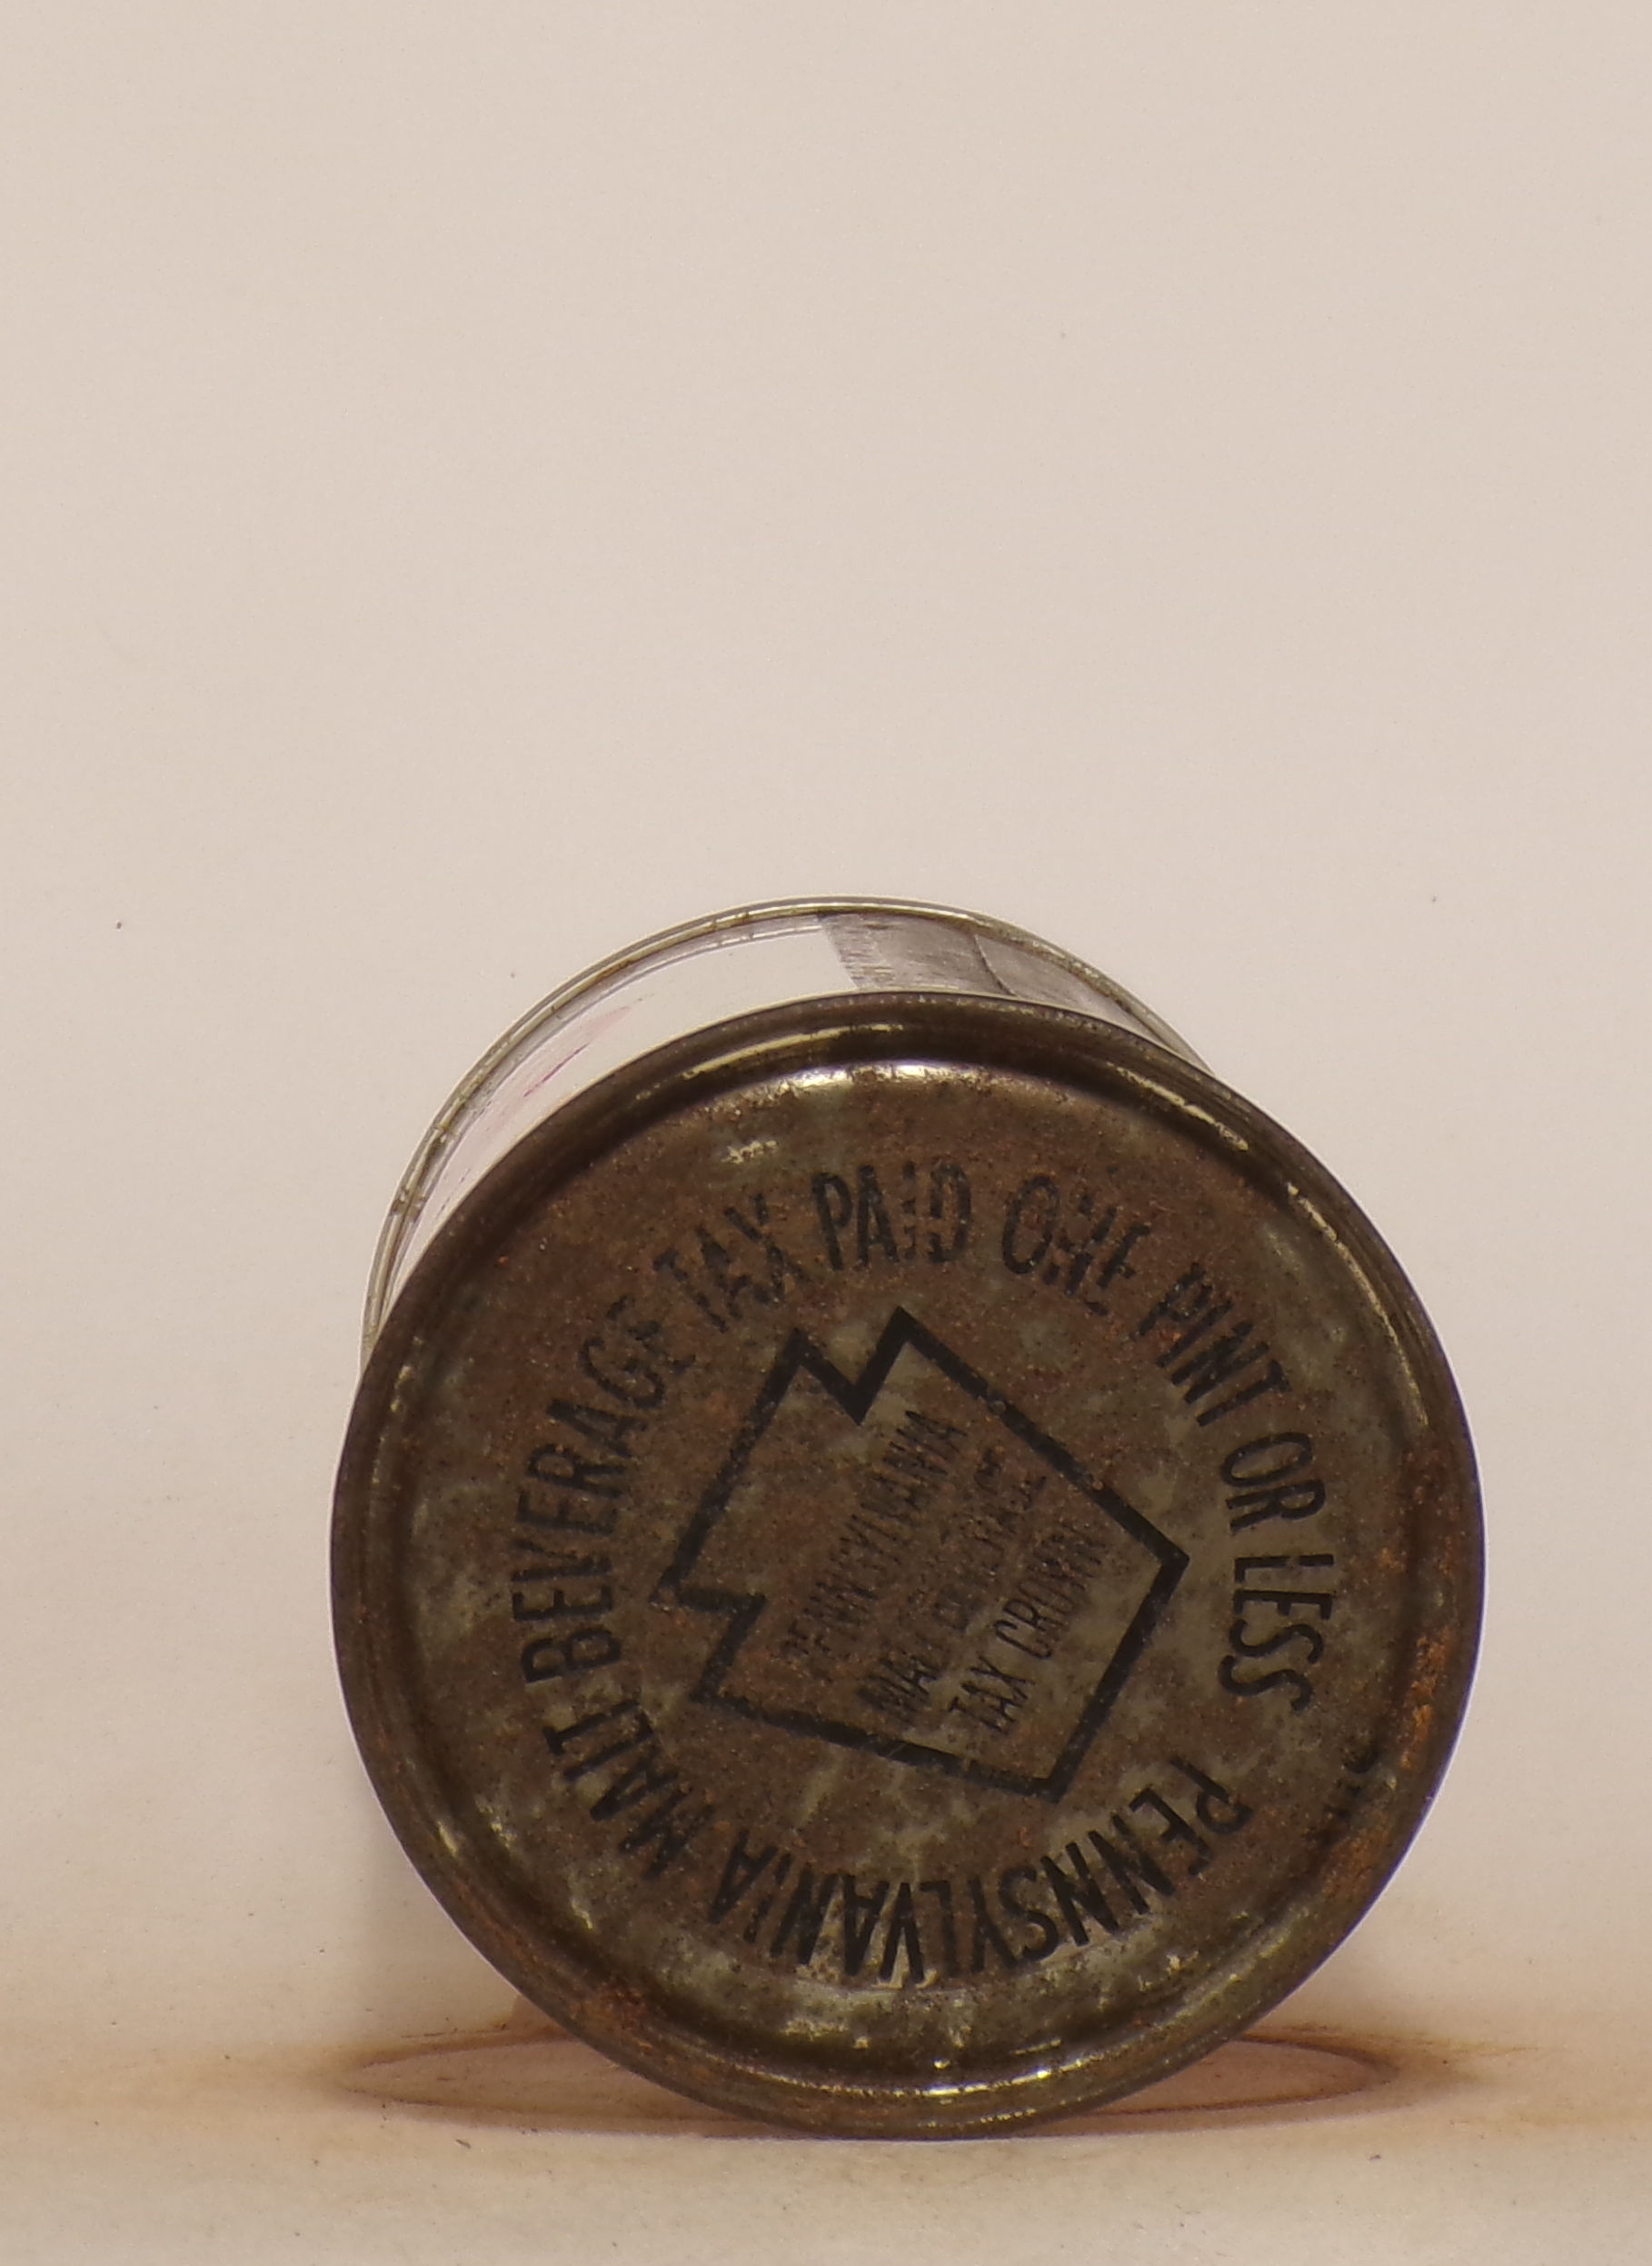 PENNSYLVANIA MALT BEVERAGE TAX PAID ONE PINT OR LESS
PENNSYLVANIA
MALT BEVERAGE
TAX CROWN